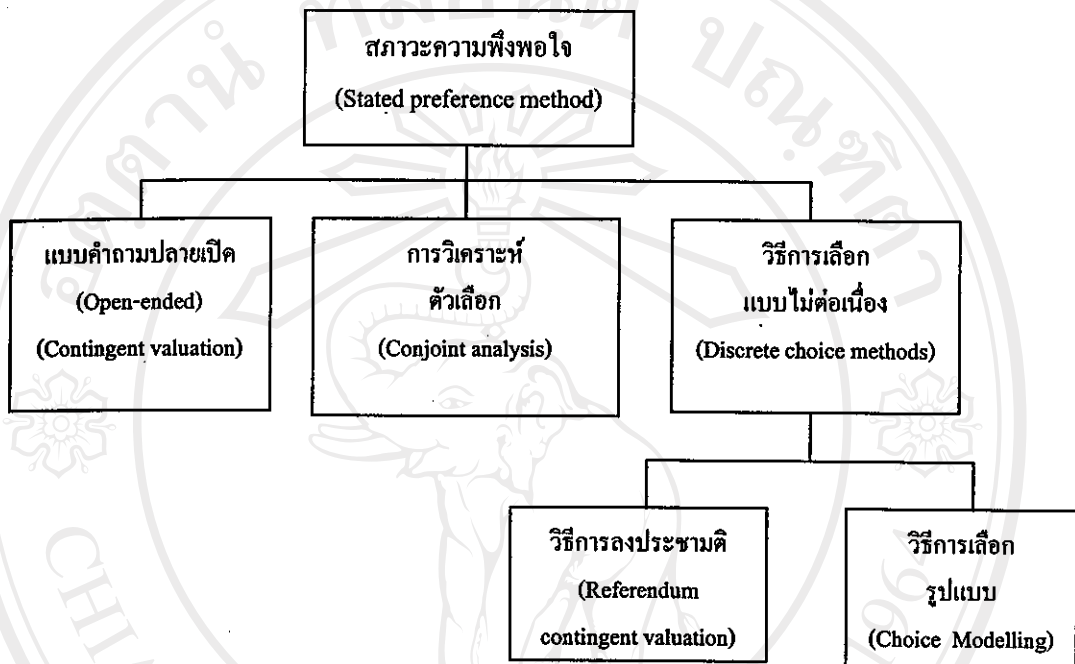 สภาวะความพึงพอใจ
(Stated preference method)
แบบคำถามปลายเปิด
(Open-ended)
(Contingent valuation)
การวิเคราะห์
ตัวเลือก
(Conjoint analysis)
วิธีการเลือก
แบบไม่ต่อเนื่อง
(Discrete choice methods)
วิธีการลงประชามติ
(Referendum
contingent valuation)
วิธีการเลือก
รูปแบบ
(Choice Modelling)